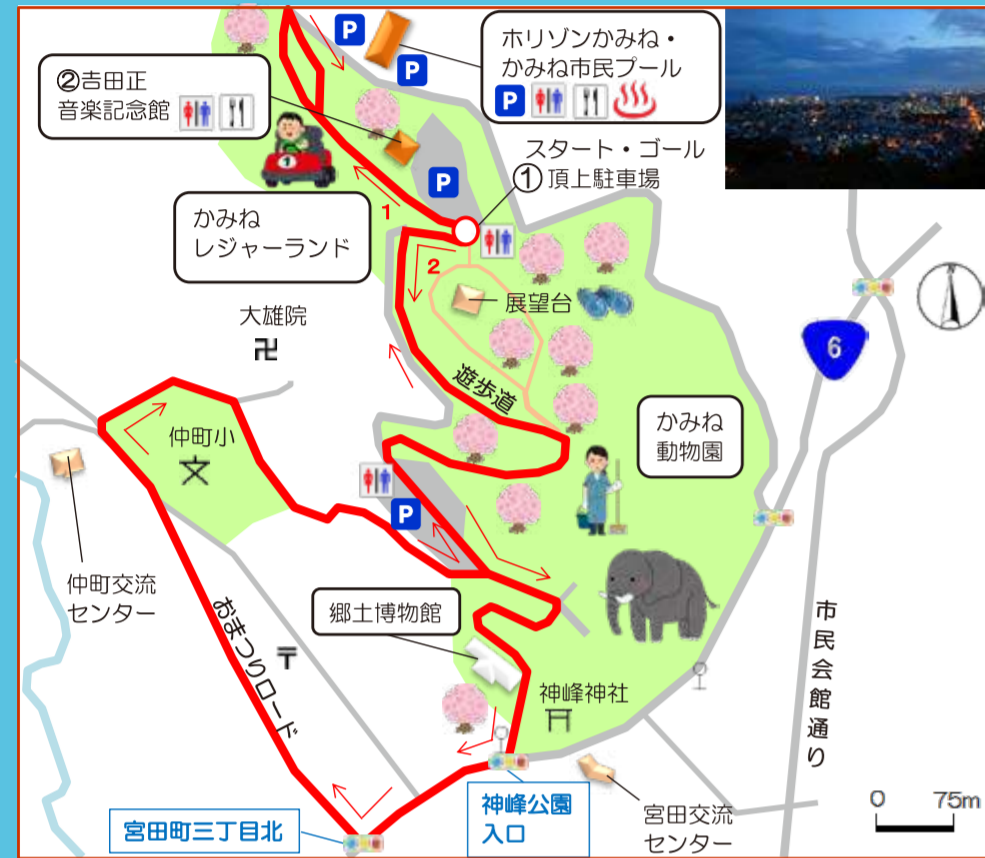 P
P
ホリゾンかみね・
かみね市民プール
P
②吉田正
音楽記念館
スタート・ゴール
①頂上駐車場
P
1
1
かみね
レジャーランド
2
展望台
N
6
大雄院
卍
遊歩道
かみね
動物園
仲町小
文
P
仲町交流
センター
おまつりロード
〒
郷土博物館
神峰神社
市民会館通り
神峰公園
入口
宮田町三丁目北
宮田交流
センター
0 75m